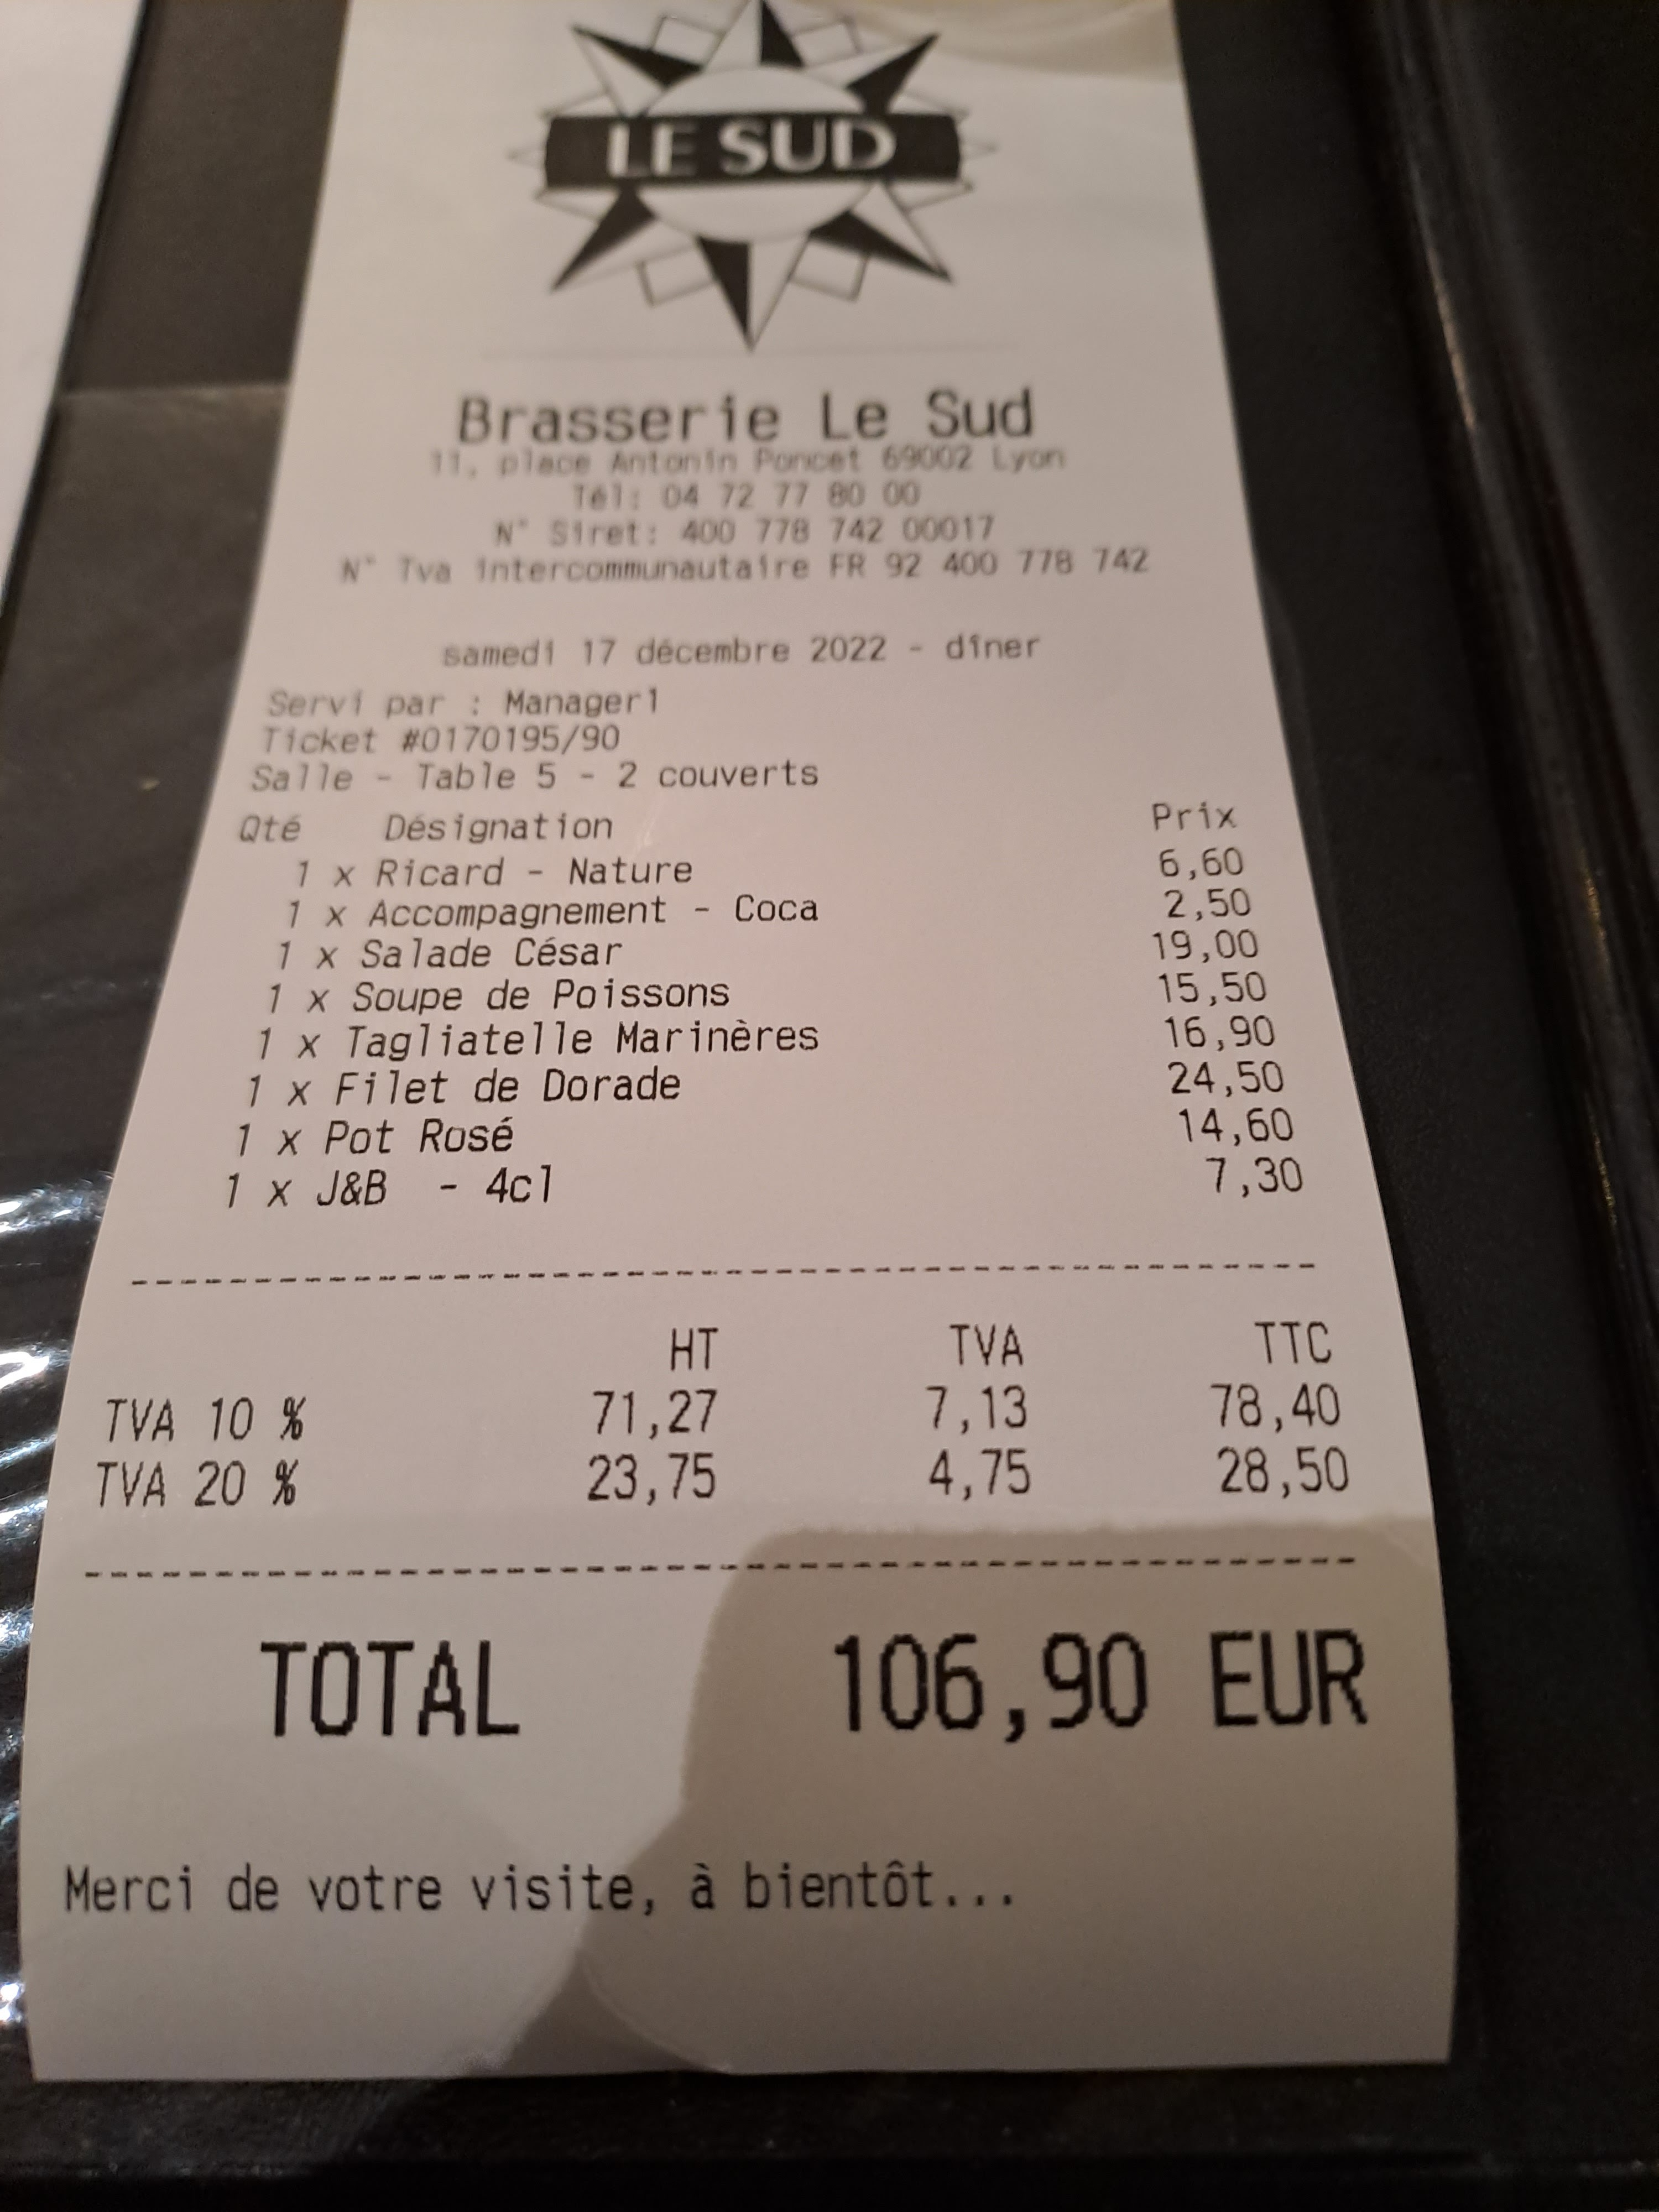 LE SUD
Brasserie Le Sud
11, place Antonin Poncet 69002 Lyon
Tél: 04 72 77 80 00
N° Siret: 400 778 742 00017
N° Tva intercommunautaire FR 92 400 778 742
samedi 17 décembre 2022 - dîner
Servi par : Manager1
Ticket #0170195/90
Salle - Table 5 - 2 couverts
Qté Désignation Prix
1 x Ricard - Nature 6,60
1 x Accompagnement - Coca 2,50
1 x Salade César 19,00
1 x Soupe de Poissons 15,50
1 x Tagliatelle Marinères 16,90
1 x Filet de Dorade 24,50
1 x Pot Rosé 14,60
1 x J&B - 4cl 7,30
HT TVA TTC
TVA 10 % 71,27 7,13 78,40
TVA 20 % 23,75 4,75 28,50
TOTAL 106,90 EUR
Merci de votre visite, à bientôt...